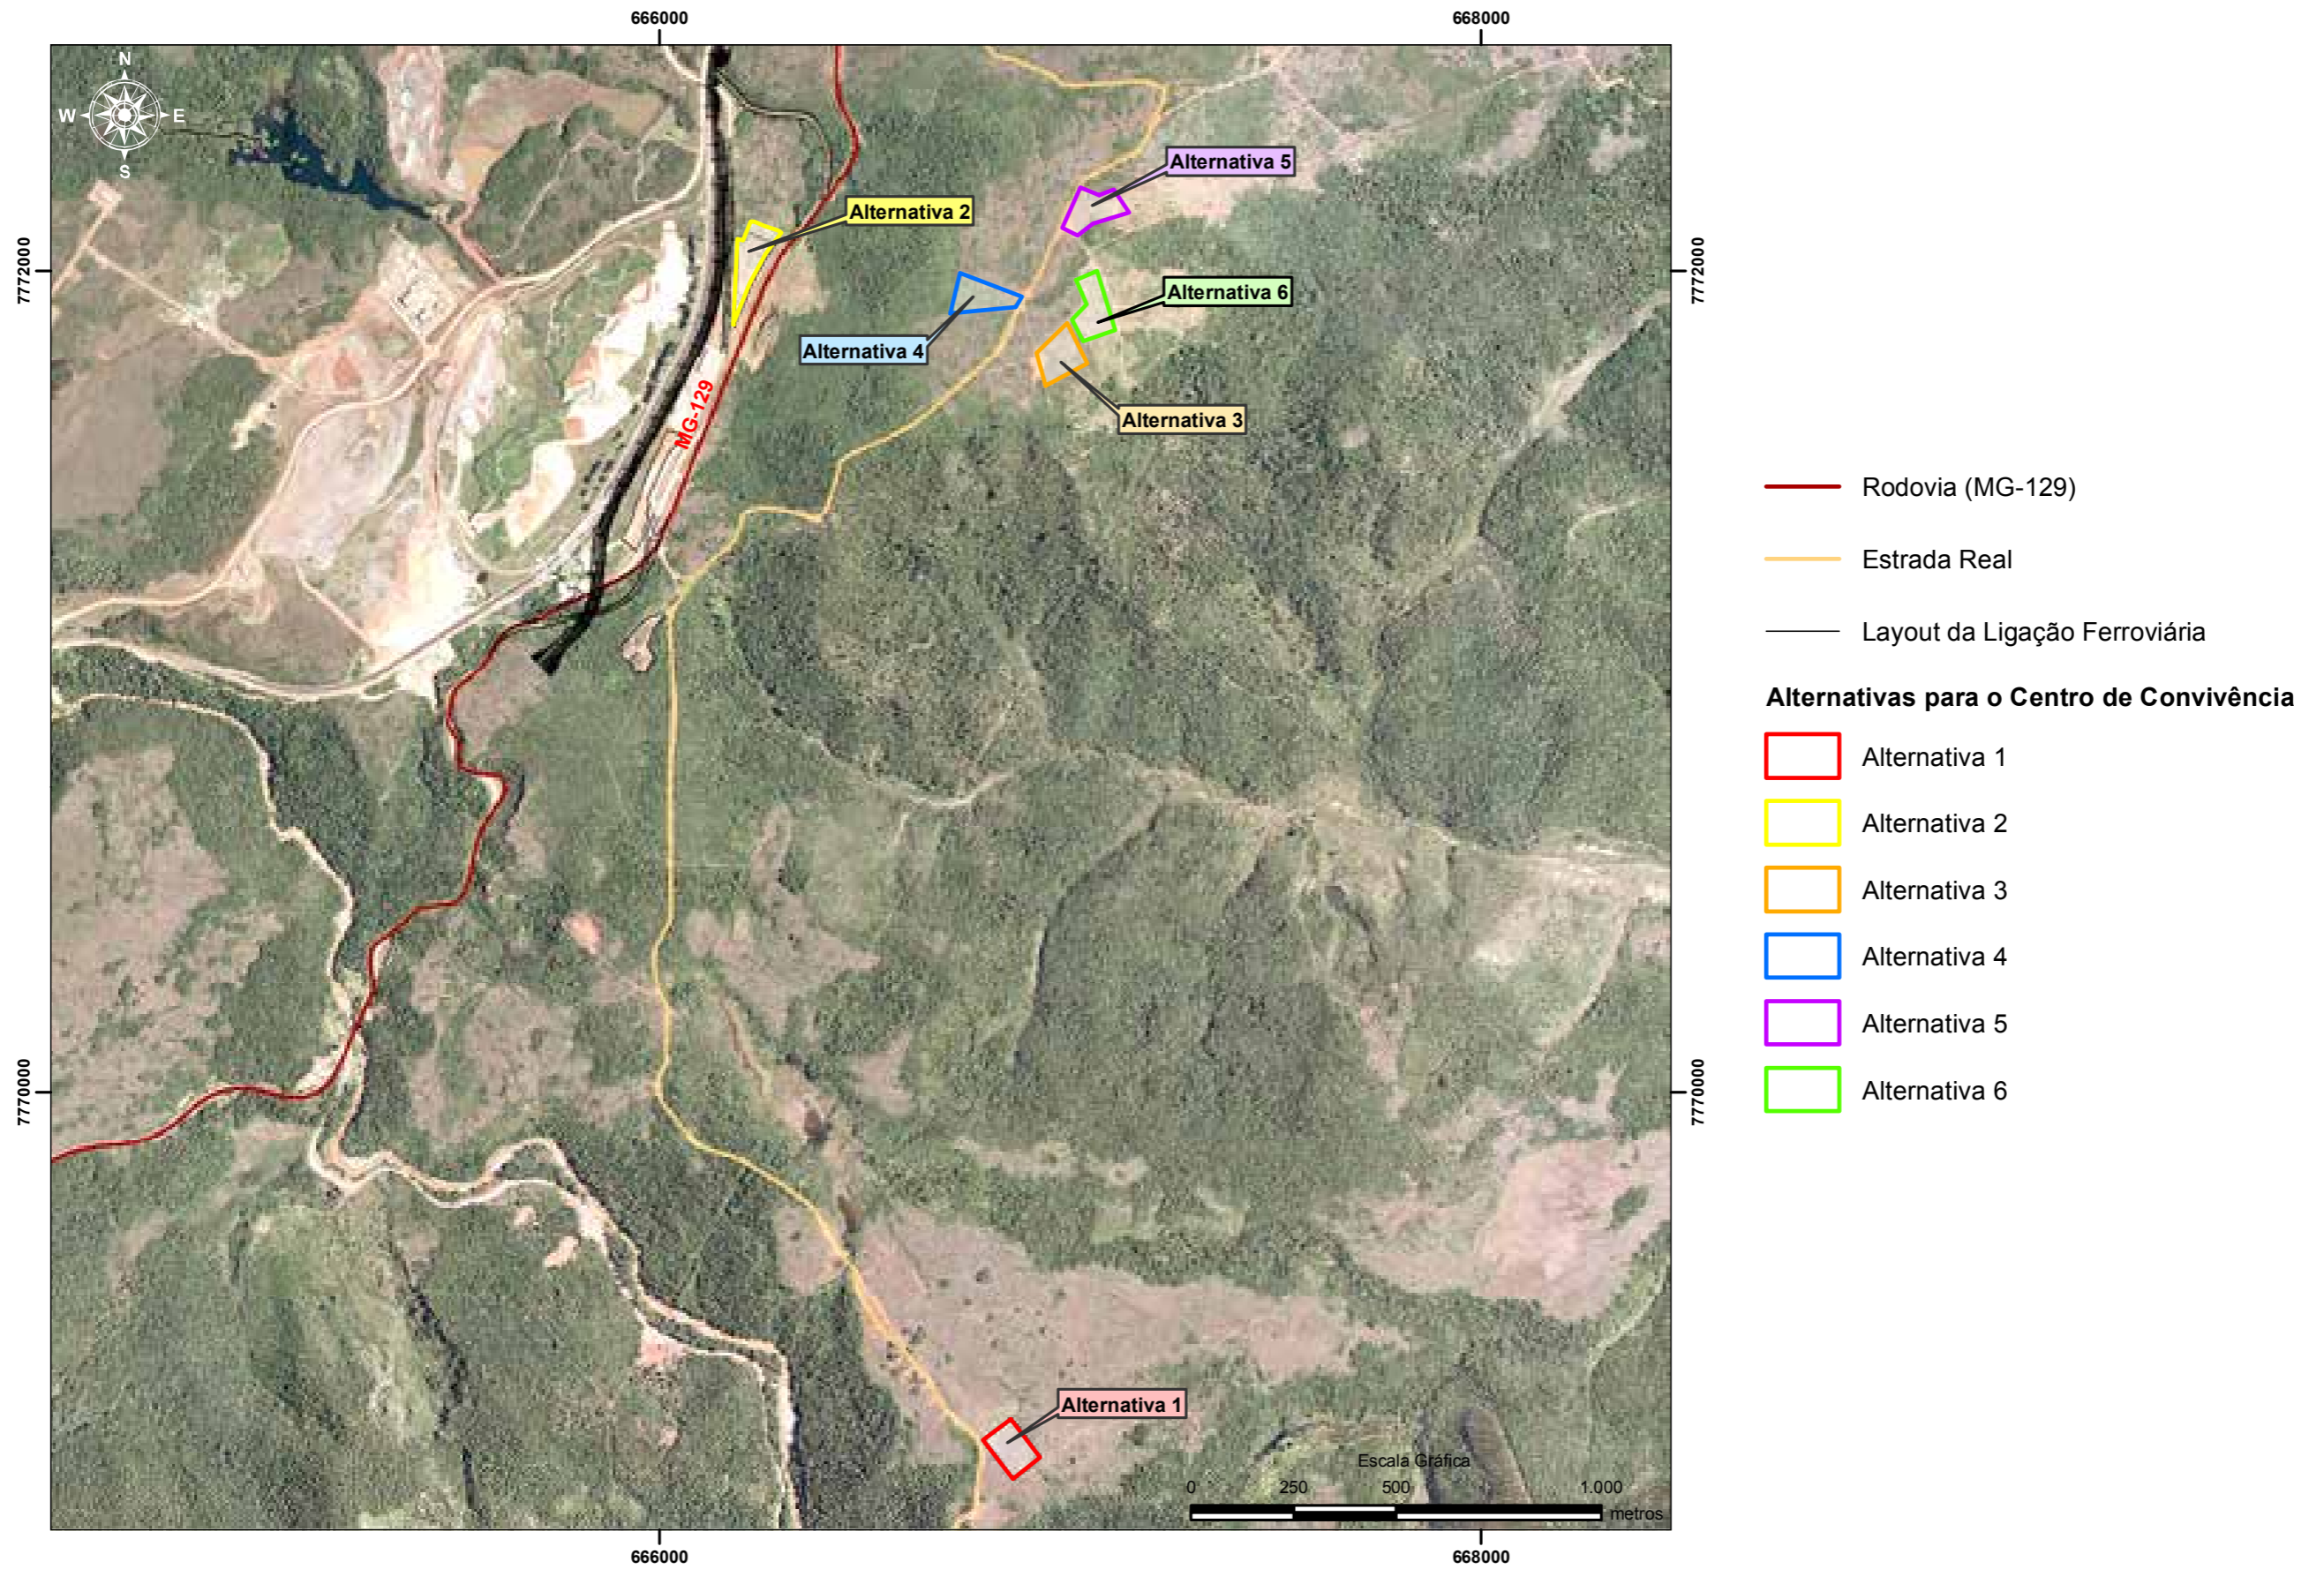 666000
668000
N
W
E
S
7772000
7772000
Alternativa 5
Alternativa 2
Alternativa 6
Alternativa 4
MG-129
Alternativa 3
7770000
7770000
Alternativa 1
Escala Gráfica
0 250 500 1.000
metros
666000
668000
Rodovia (MG-129)
Estrada Real
Layout da Ligação Ferroviária
Alternativas para o Centro de Convivência
Alternativa 1
Alternativa 2
Alternativa 3
Alternativa 4
Alternativa 5
Alternativa 6